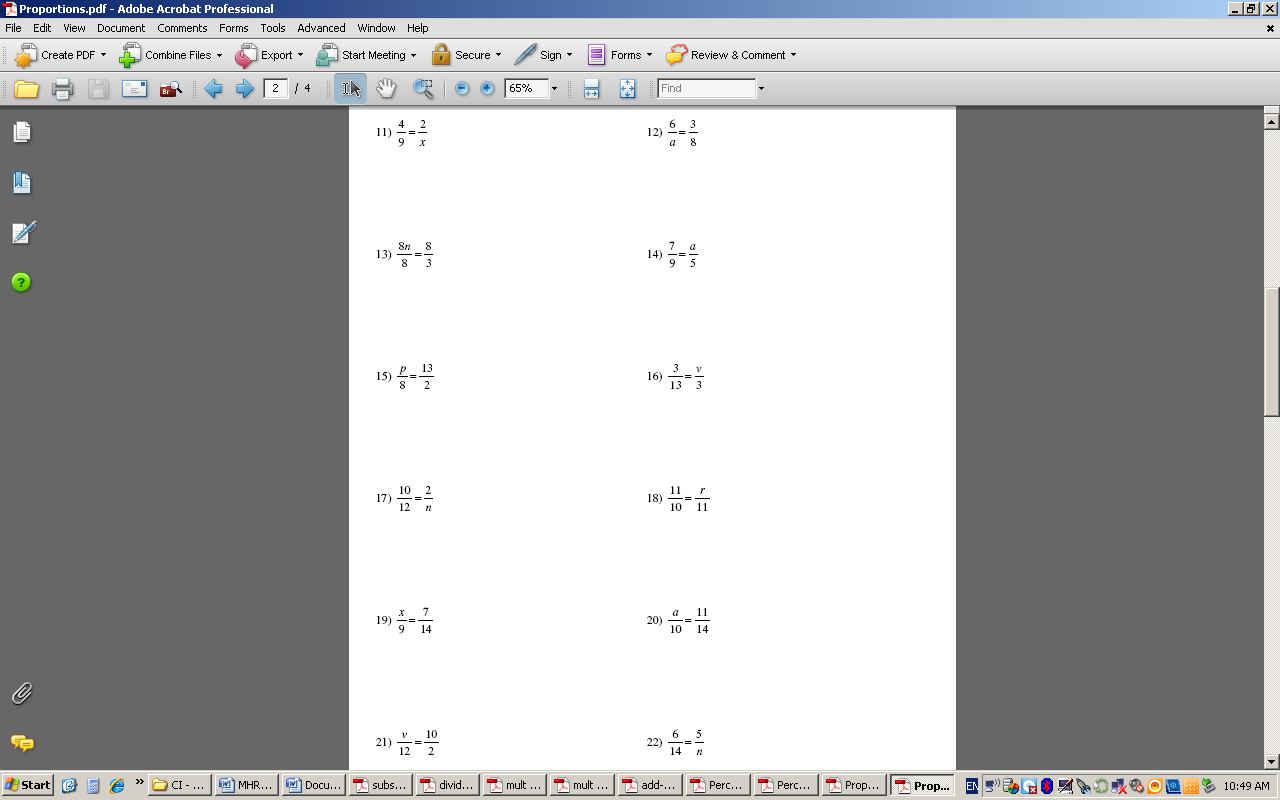 Proportions.pdf - Adobe Acrobat Professional
File Edit View Document Comments Forms Tools Advanced Window Help
Create PDF Combine Files Export Start Meeting Secure Sign Forms Review & Comment
2 / 4 65% Find
11) 4/9 = 2/x
12) 6/a = 3/8
13) 8n/8 = 8/3
14) 7/9 = a/5
15) p/8 = 13/2
16) 3/13 = v/3
17) 10/12 = 2/n
18) 11/10 = r/11
19) x/9 = 7/14
20) a/10 = 11/14
21) v/12 = 10/2
22) 6/14 = 5/n
Start » CI - ... MHR... Docu... subs... divid... mult ... mult ... add-... Perc... Perc... Prop... Prop... EN 10:49 AM